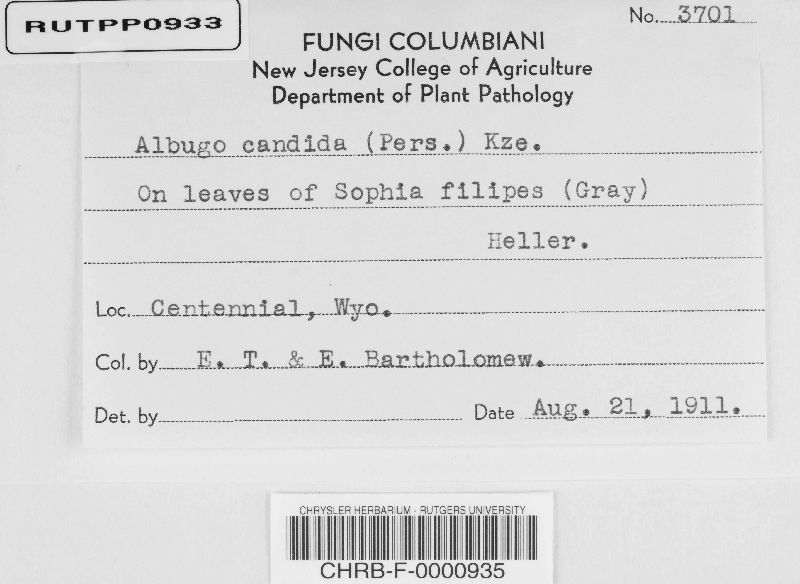 RUTPP0933
No. 3701
FUNGI COLUMBIANI
New Jersey College of Agriculture
Department of Plant Pathology
Albugo candida (Pers.) Kze.
On leaves of Sophia filipes (Gray)
Heller.
Loc. Centennial, Wyo.
Col. by E. T. & E. Bartholomew.
Det. by Date Aug. 21, 1911.
CHRYSLER HERBARIUM - RUTGERS UNIVERSITY
CHRB-F-0000935